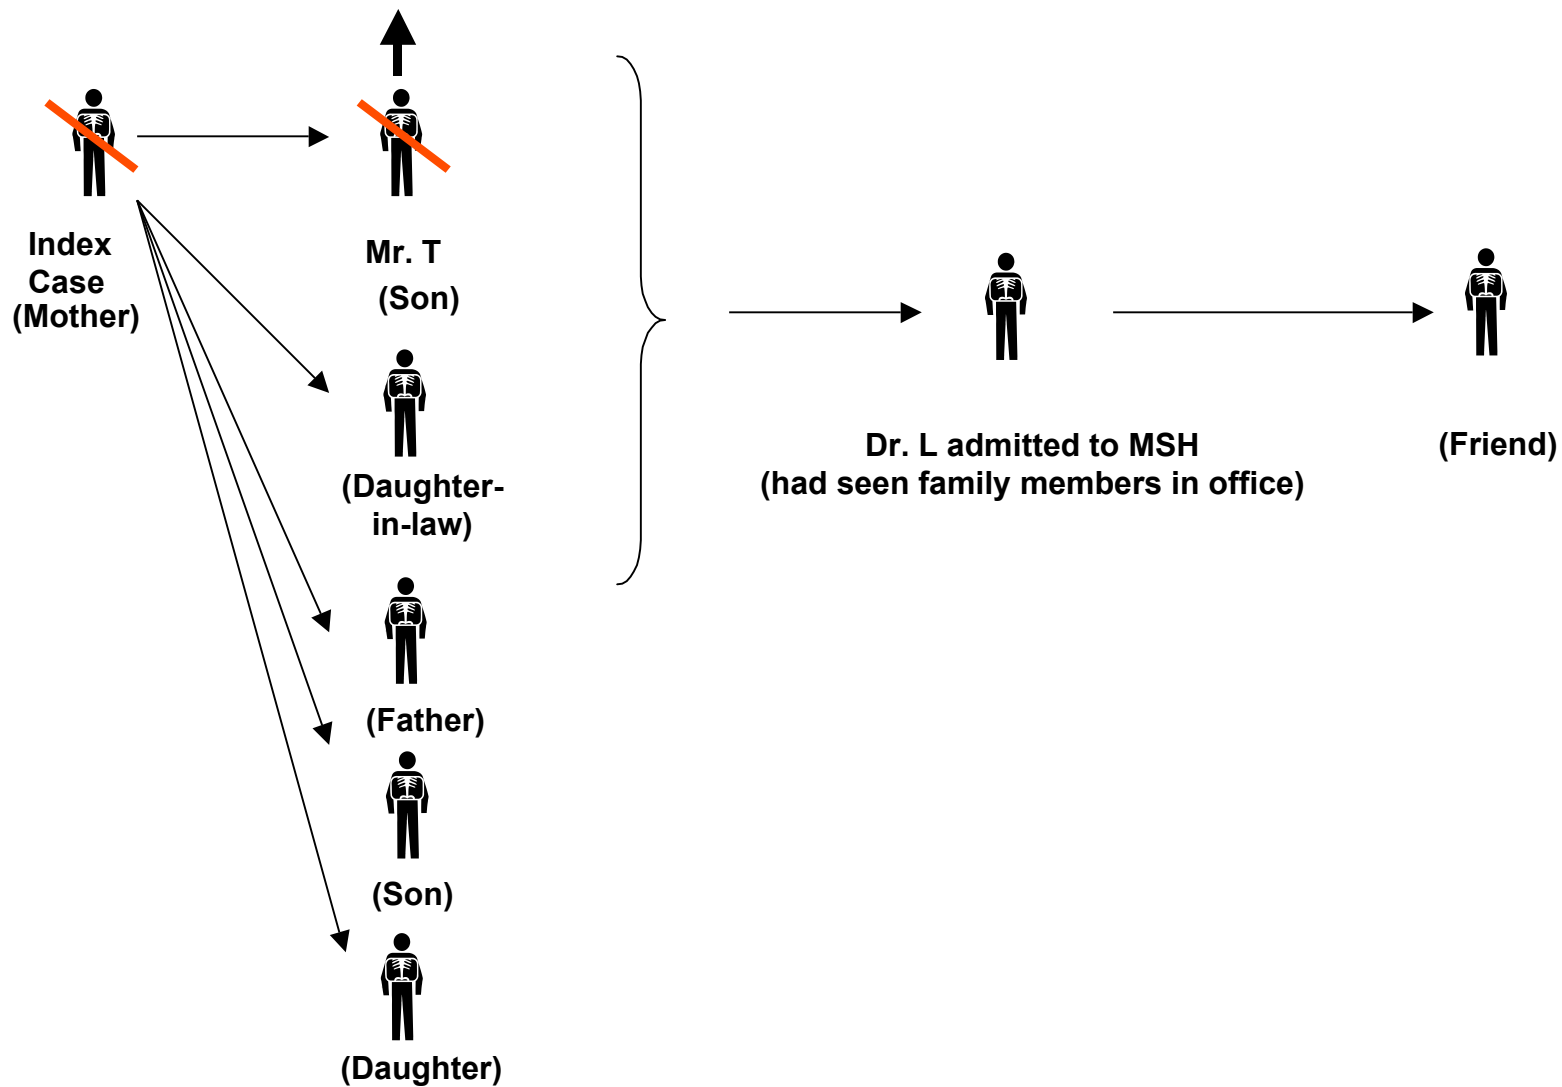 Index
Case
(Mother)
Mr. T
(Son)
(Daughter-
in-law)
(Father)
(Son)
(Daughter)
Dr. L admitted to MSH
(had seen family members in office)
(Friend)